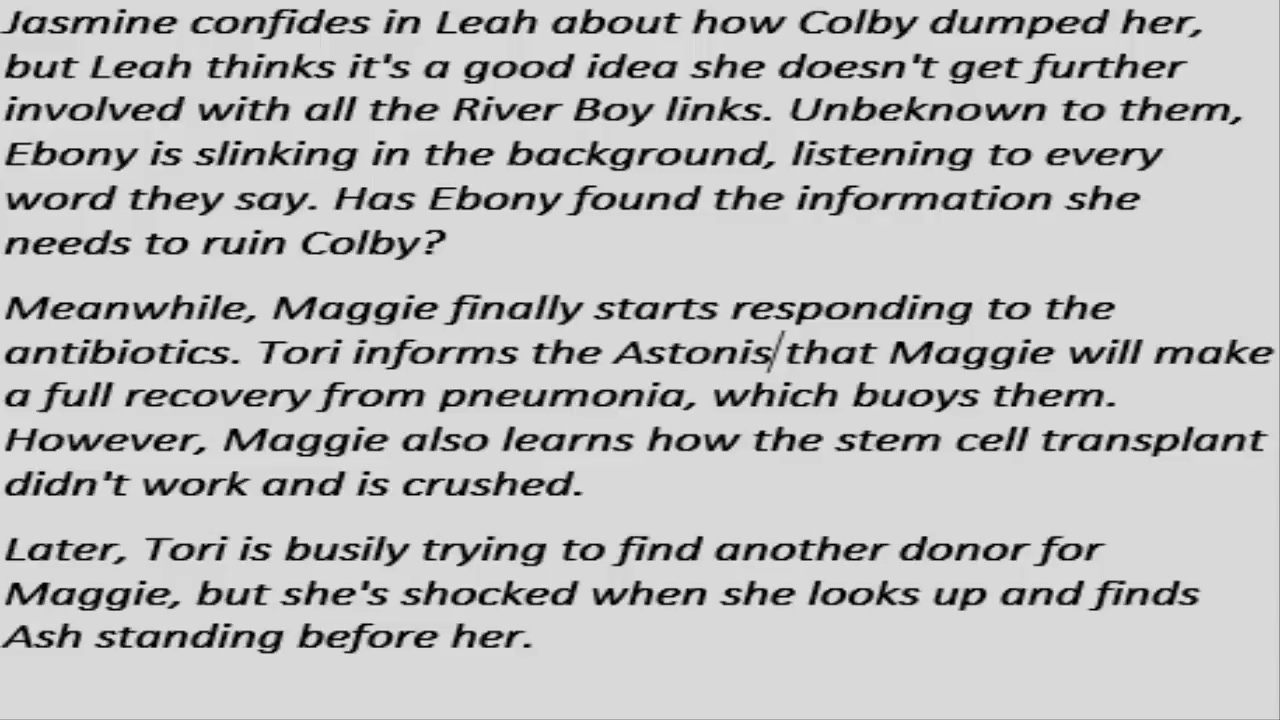 Jasmine confides in Leah about how Colby dumped her,
but Leah thinks it's a good idea she doesn't get further
involved with all the River Boy links. Unbeknown to them,
Ebony is slinking in the background, listening to every
word they say. Has Ebony found the information she
needs to ruin Colby?
Meanwhile, Maggie finally starts responding to the
antibiotics. Tori informs the Astonis that Maggie will make
a full recovery from pneumonia, which buoys them.
However, Maggie also learns how the stem cell transplant
didn't work and is crushed.
Later, Tori is busily trying to find another donor for
Maggie, but she's shocked when she looks up and finds
Ash standing before her.